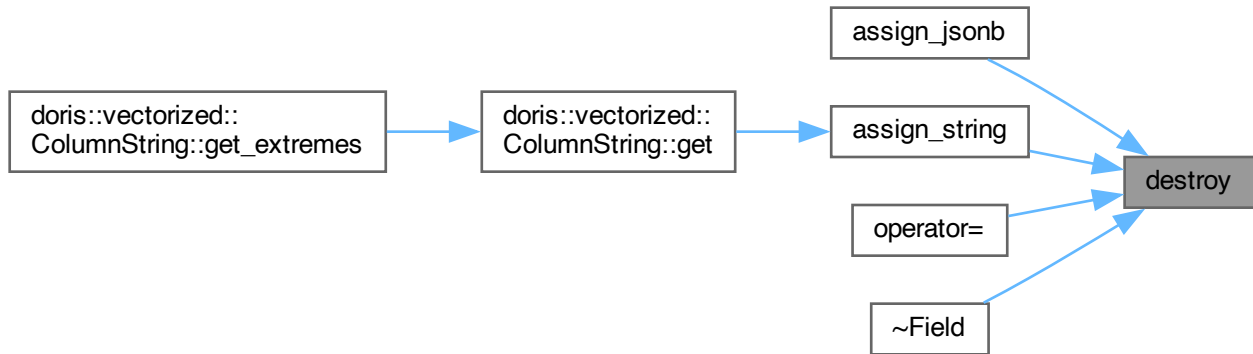 doris::vectorized::
ColumnString::get_extremes
doris::vectorized::
ColumnString::get
assign_jsonb
assign_string
operator=
~Field
destroy